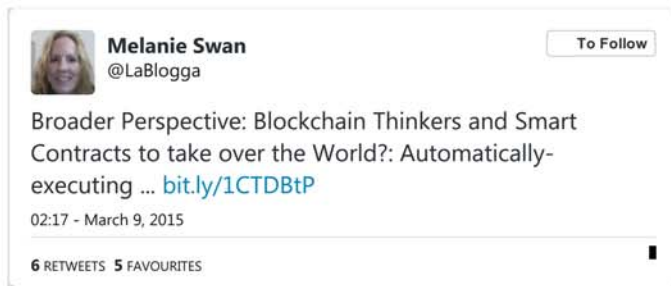 Melanie Swan
To Follow
@LaBlogga
Broader Perspective: Blockchain Thinkers and Smart
Contracts to take over the World?: Automatically-
executing ... bit.ly/1CTDBtP
02:17 - March 9, 2015
6 RETWEETS 5 FAVOURITES